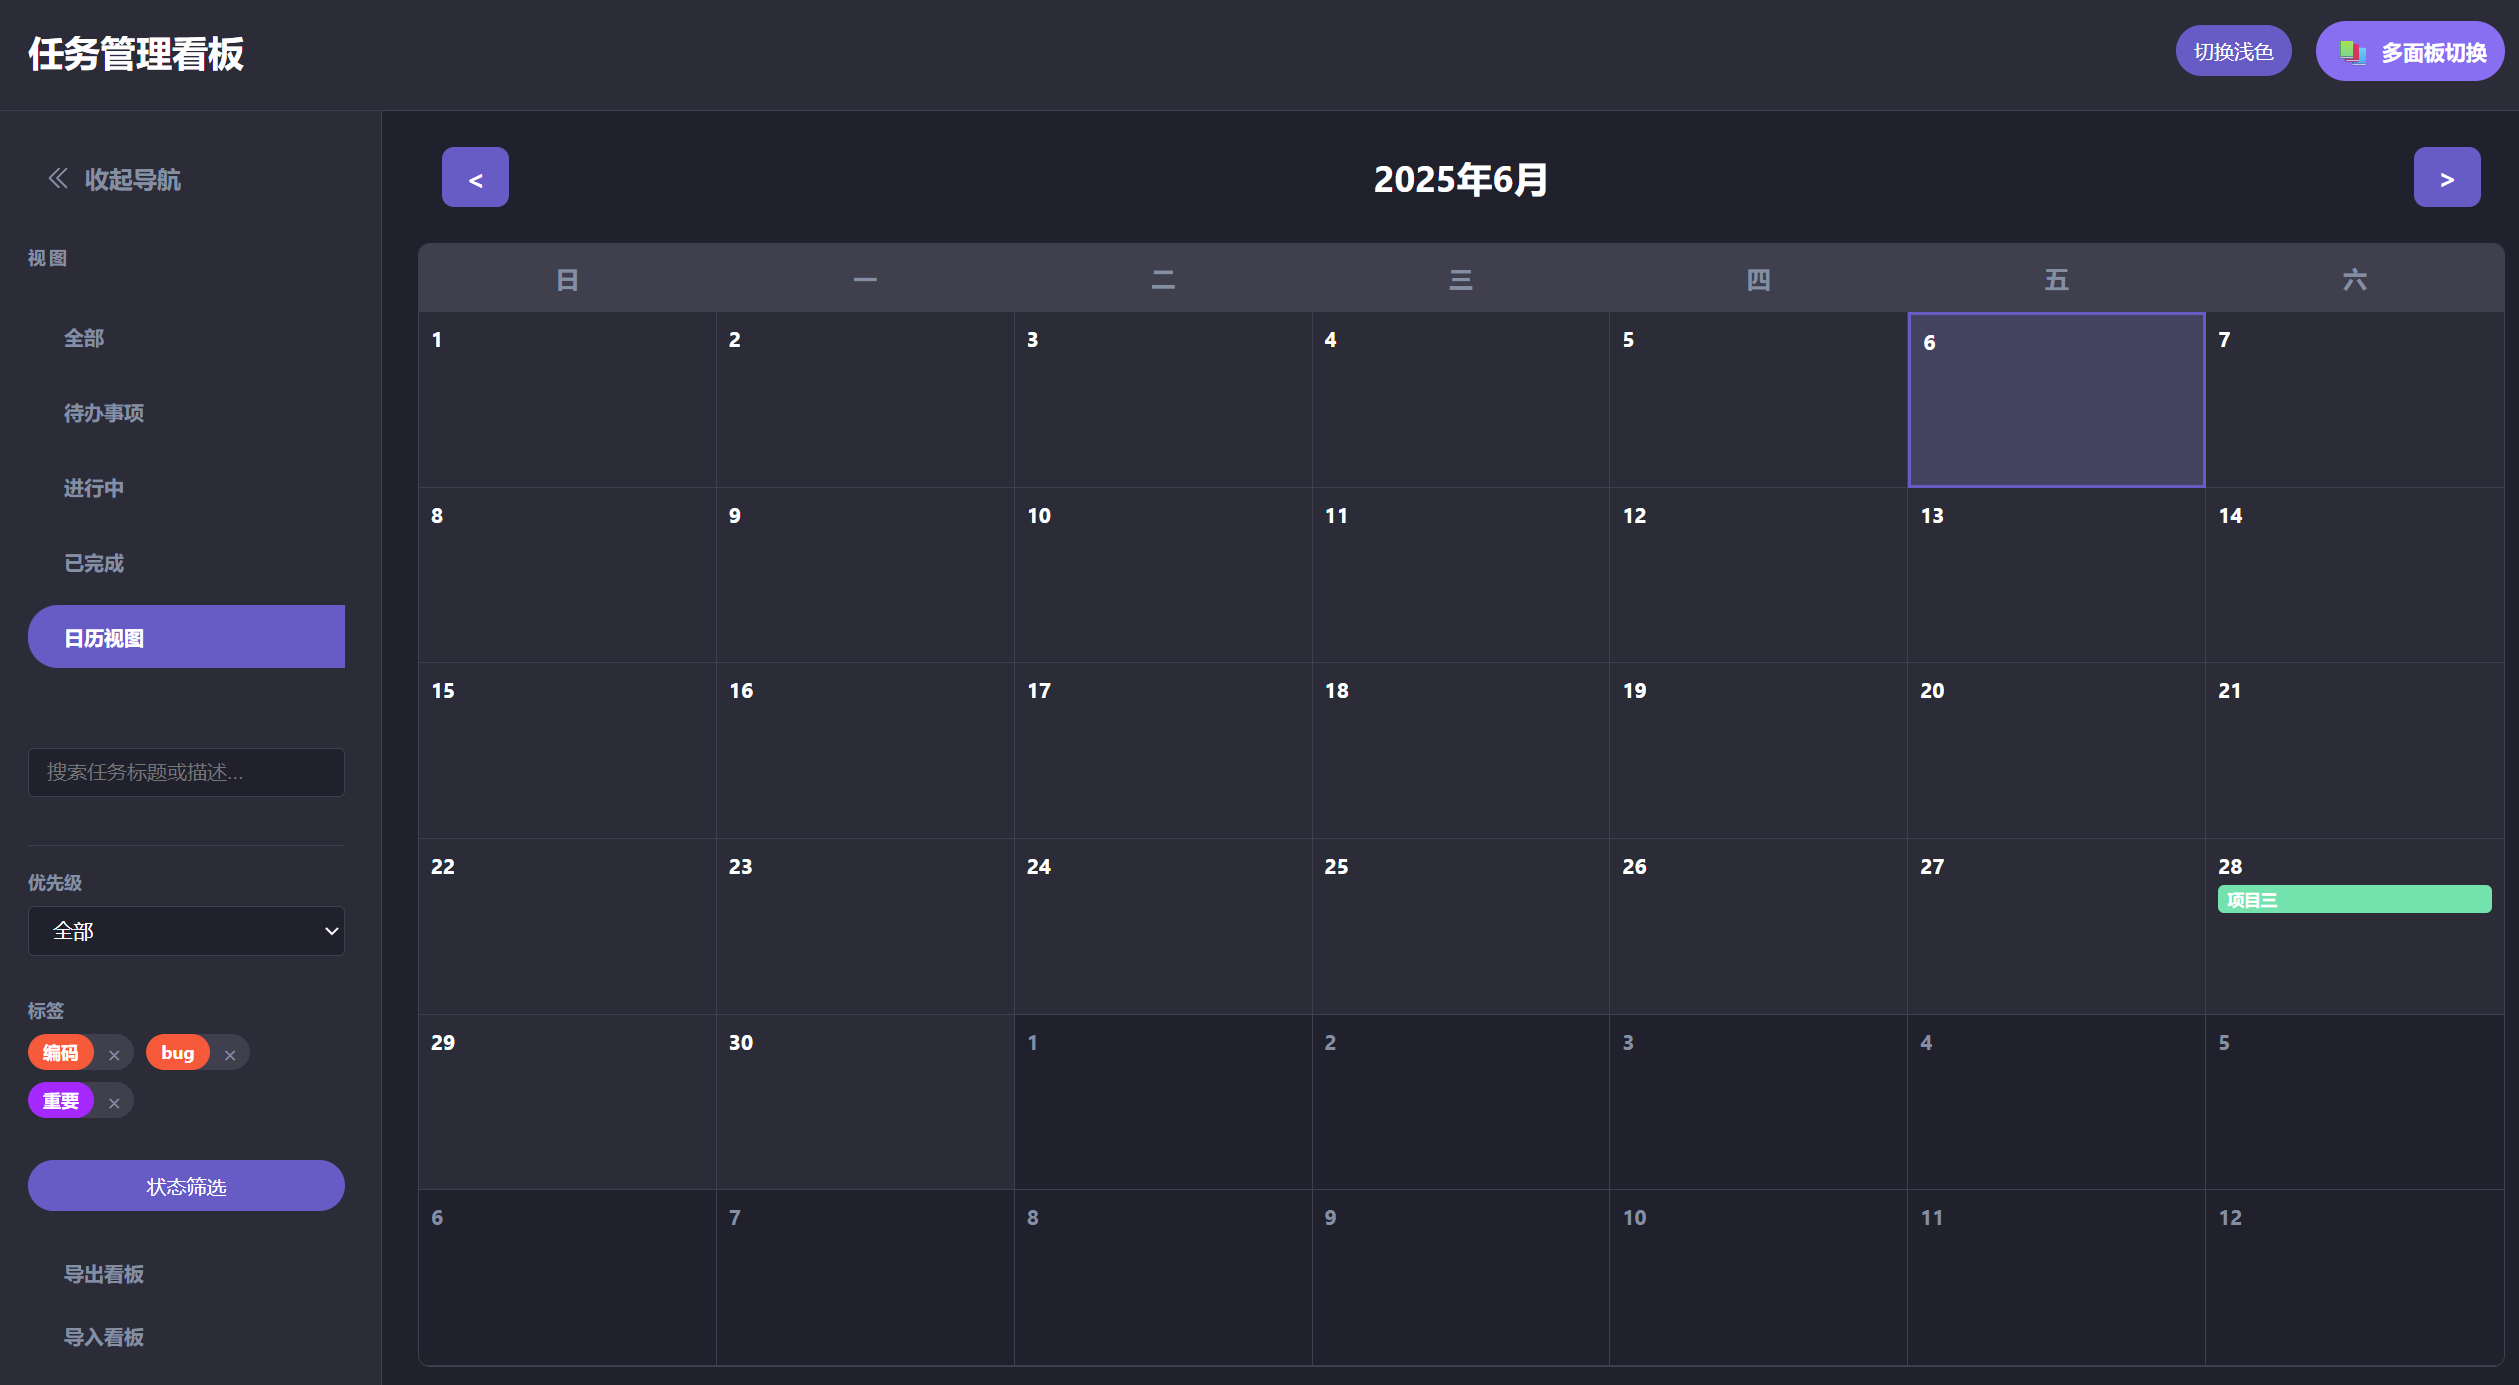 任务管理看板
切换浅色
多面板切换
收起导航
视图
全部
待办事项
进行中
已完成
日历视图
搜索任务标题或描述...
优先级
全部
标签
编码 × bug ×
重要 ×
状态筛选
导出看板
导入看板
< 2025年6月 >
日 一 二 三 四 五 六
1 2 3 4 5 6 7
8 9 10 11 12 13 14
15 16 17 18 19 20 21
22 23 24 25 26 27 28
项目三
29 30 1 2 3 4 5
6 7 8 9 10 11 12